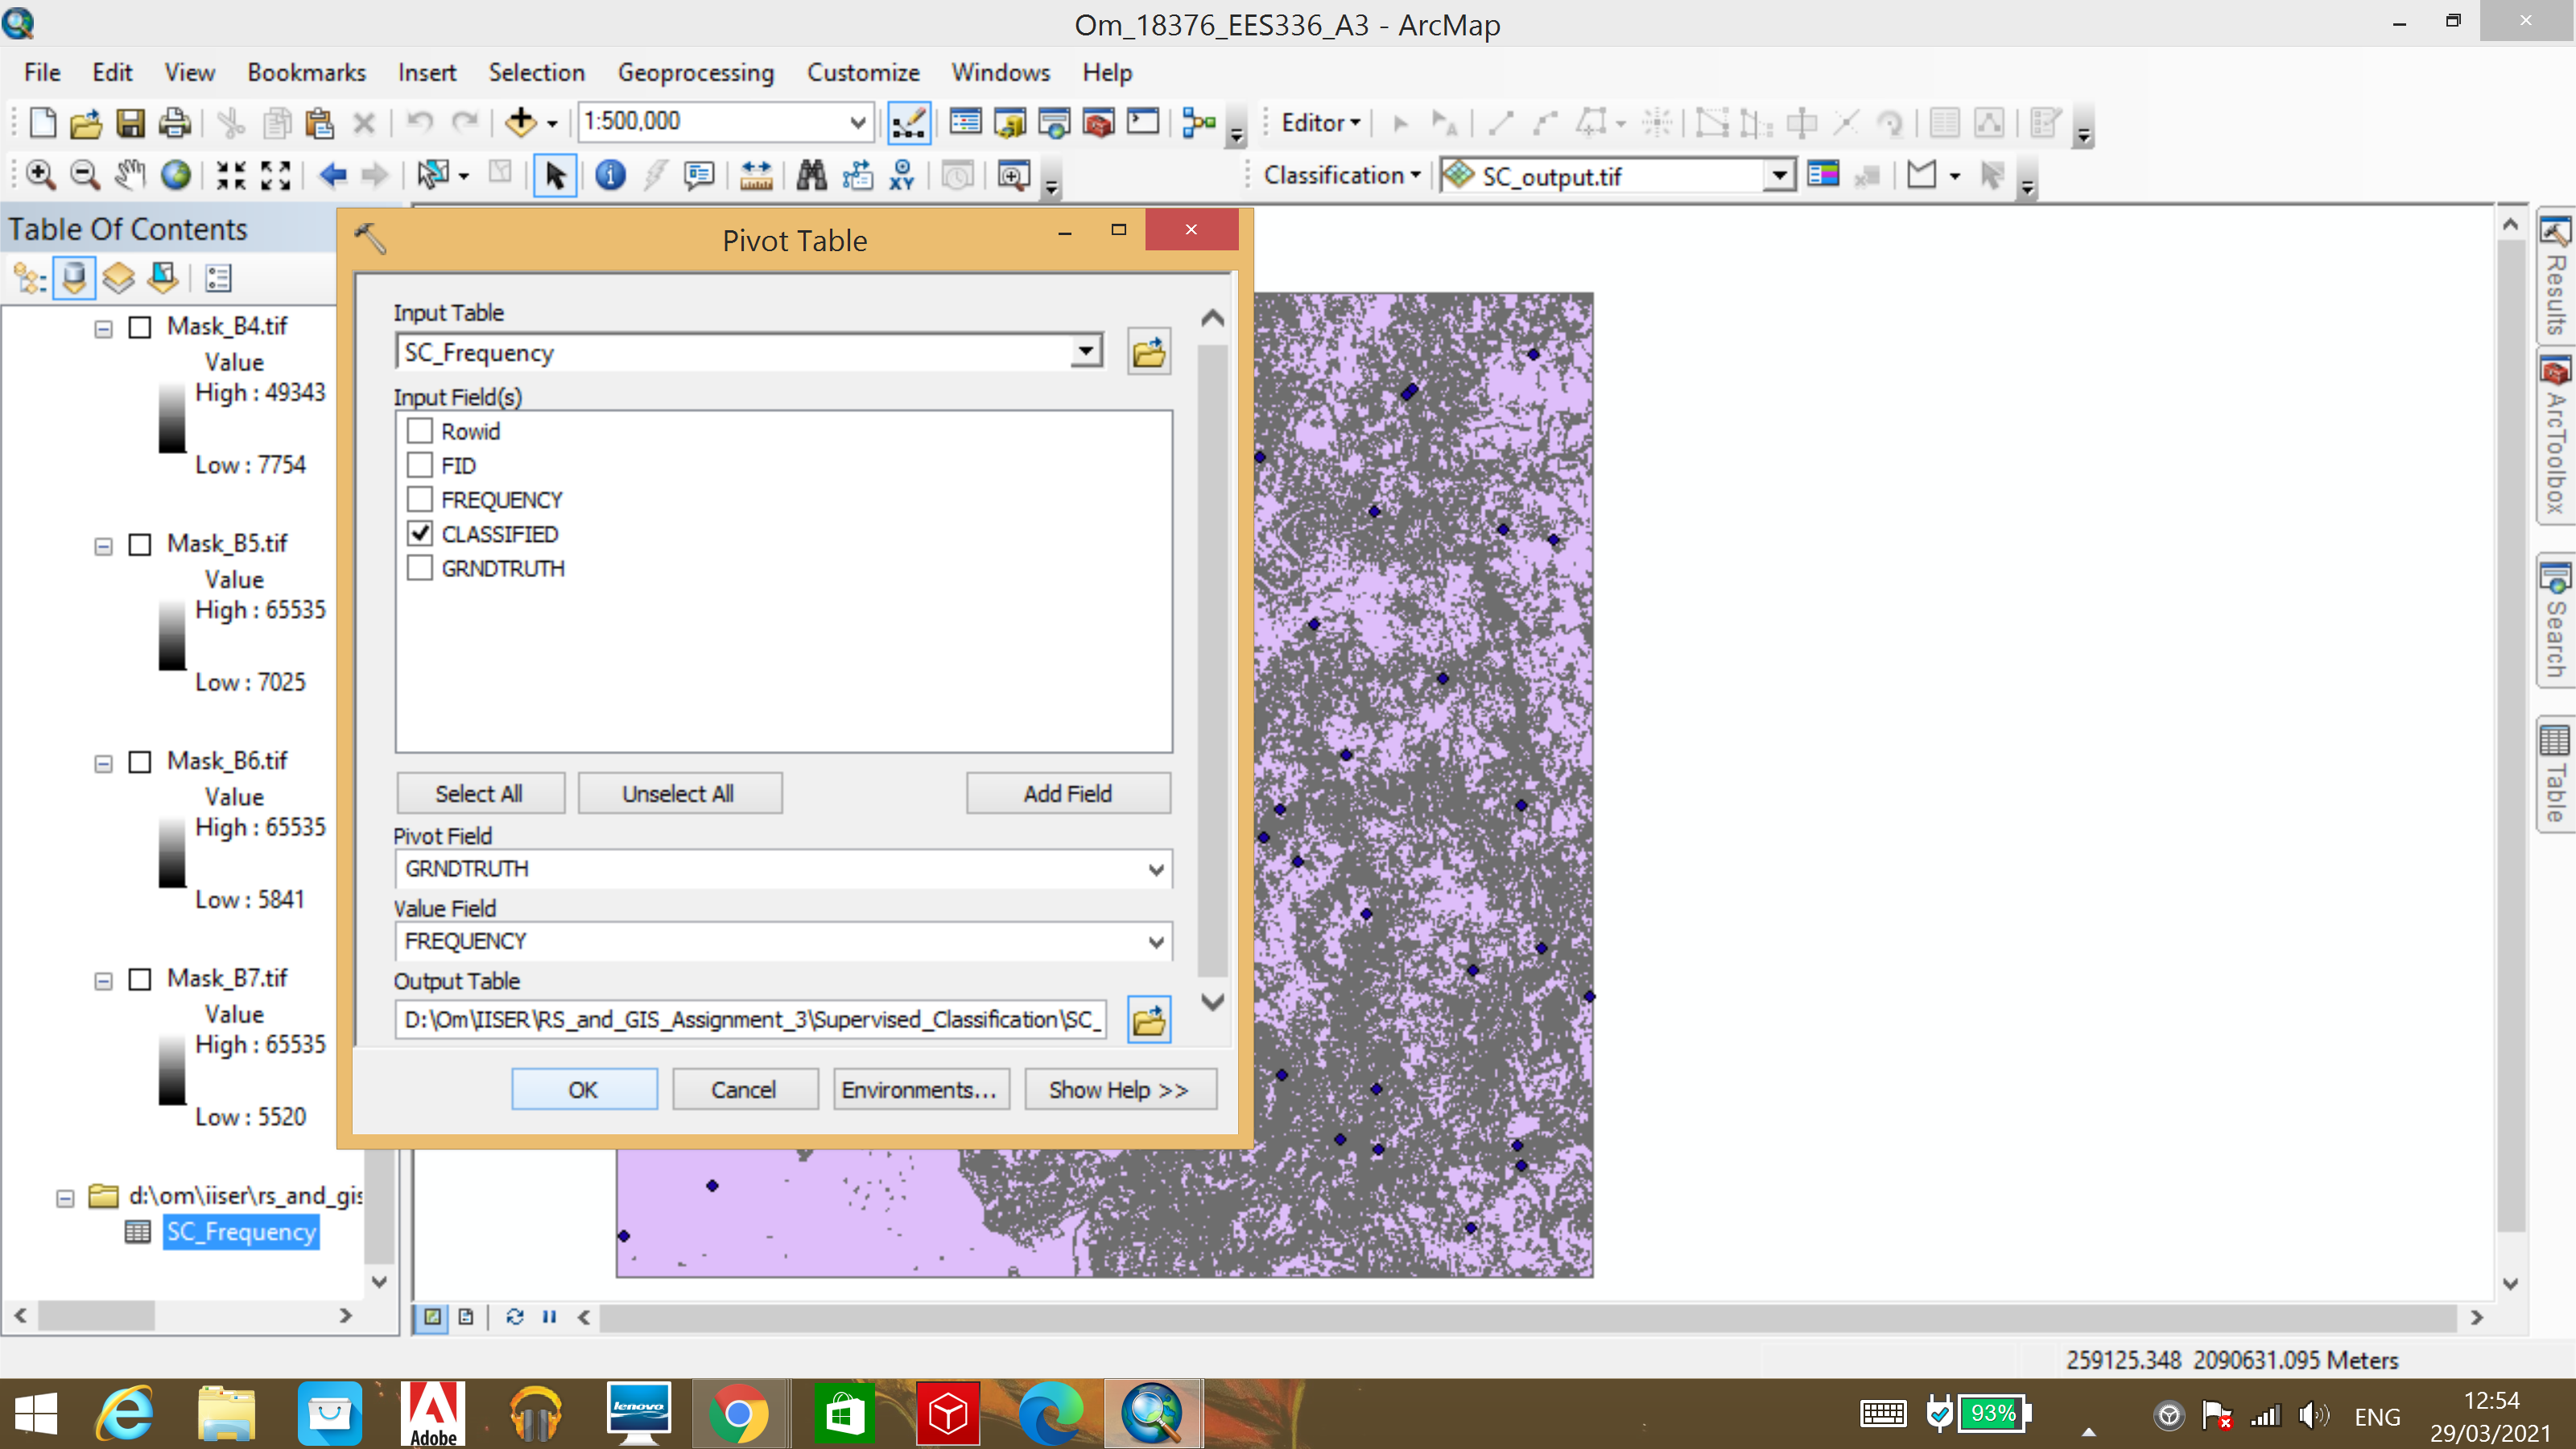 Om_18376_EES336_A3 - ArcMap
File Edit View Bookmarks Insert Selection Geoprocessing Customize Windows Help
1:500,000
Editor
Classification SC_output.tif
Table Of Contents
Mask_B4.tif
Value
High : 49343
Low : 7754
Mask_B5.tif
Value
High : 65535
Low : 7025
Mask_B6.tif
Value
High : 65535
Low : 5841
Mask_B7.tif
Value
High : 65535
Low : 5520
d:\om\iiser\rs_and_gis
SC_Frequency
Pivot Table
Input Table
SC_Frequency
Input Field(s)
Rowid
FID
FREQUENCY
CLASSIFIED
GRNDTRUTH
Select All Unselect All Add Field
Pivot Field
GRNDTRUTH
Value Field
FREQUENCY
Output Table
D:\Om\IISER\RS_and_GIS_Assignment_3\Supervised_Classification\SC_
OK Cancel Environments... Show Help >>
Results
ArcToolbox
Search
Table
259125.348 2090631.095 Meters
Adobe
lenovo
93%
ENG
12:54
29/03/2021